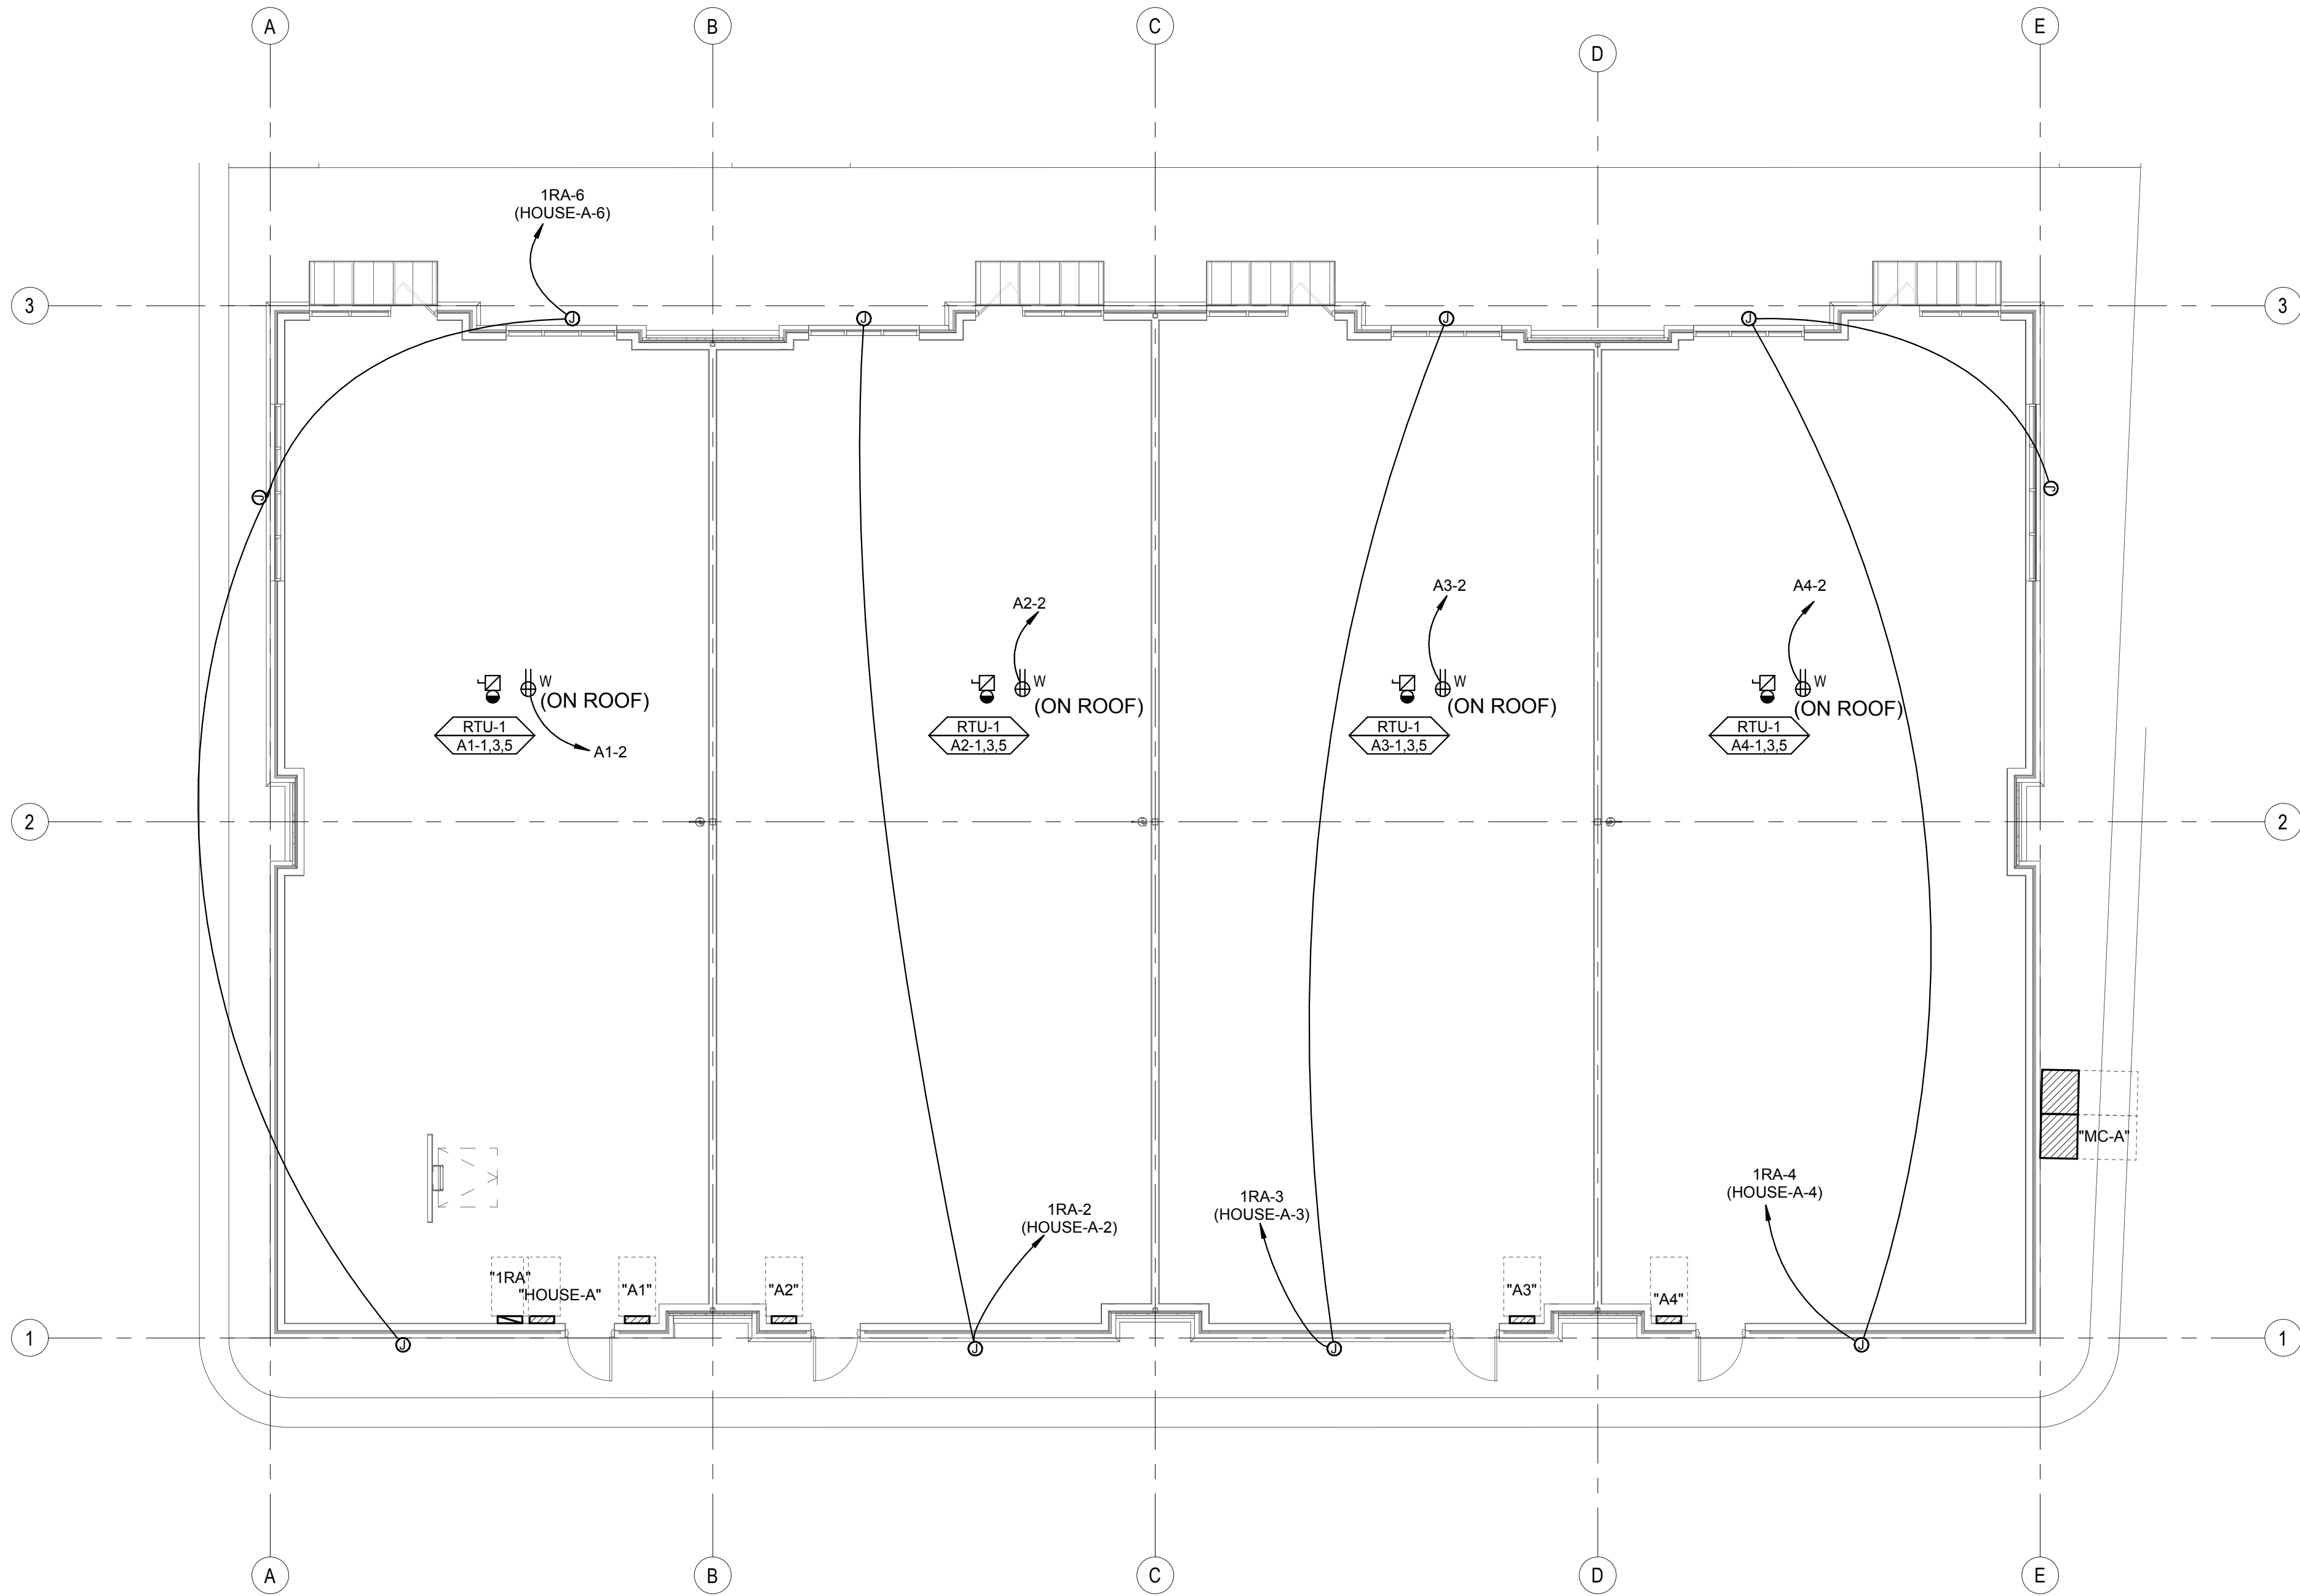 A
B
C
D
E
1RA-6
(HOUSE-A-6)
3
3
J
J
J
J
J
J
A2-2
A3-2
A4-2
W
(ON ROOF)
W
(ON ROOF)
W
(ON ROOF)
W
(ON ROOF)
RTU-1
A1-1,3,5
A1-2
RTU-1
A2-1,3,5
RTU-1
A3-1,3,5
RTU-1
A4-1,3,5
2
2
"MC-A"
1RA-2
(HOUSE-A-2)
1RA-3
(HOUSE-A-3)
1RA-4
(HOUSE-A-4)
"1RA"
"HOUSE-A"
"A1"
"A2"
"A3"
"A4"
1
1
J
J
J
J
A
B
C
D
E